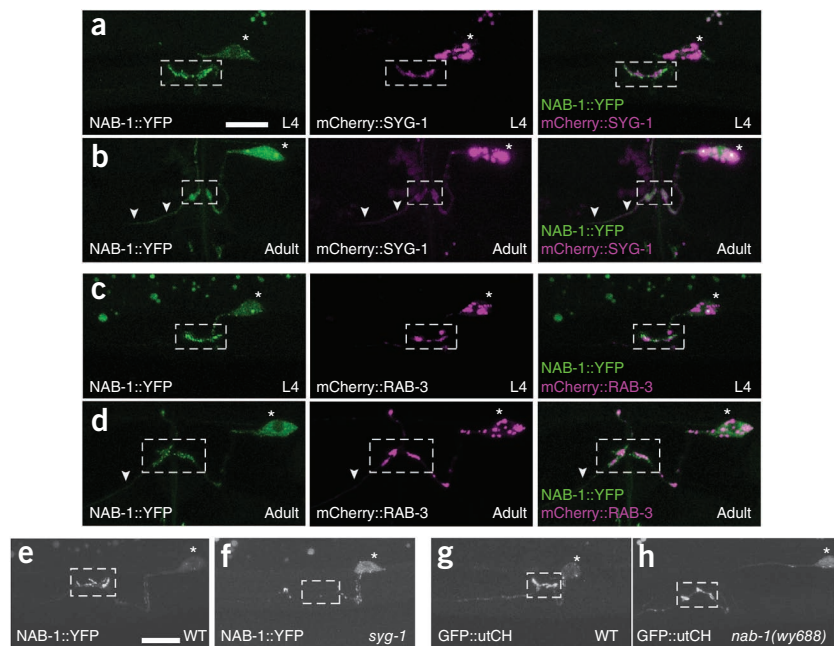 a
NAB-1::YFP L4
mCherry::SYG-1 L4
NAB-1::YFP
mCherry::SYG-1 L4
b
NAB-1::YFP Adult
mCherry::SYG-1 Adult
NAB-1::YFP
mCherry::SYG-1 Adult
c
NAB-1::YFP L4
mCherry::RAB-3 L4
NAB-1::YFP
mCherry::RAB-3 L4
d
NAB-1::YFP Adult
mCherry::RAB-3 Adult
NAB-1::YFP
mCherry::RAB-3 Adult
e
NAB-1::YFP WT
f
NAB-1::YFP syg-1
g
GFP::utCH WT
h
GFP::utCH nab-1(wy688)